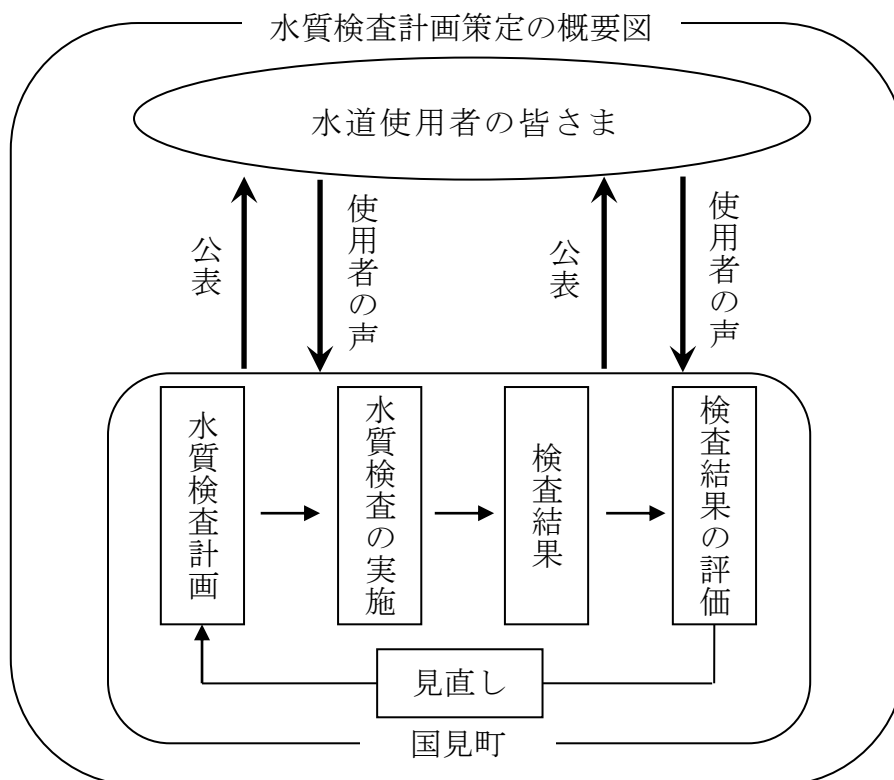 水質検査計画策定の概要図
水道使用者の皆さま
公表
使用者の声
公表
使用者の声
水質検査計画
水質検査の実施
検査結果
検査結果の評価
見直し
国見町